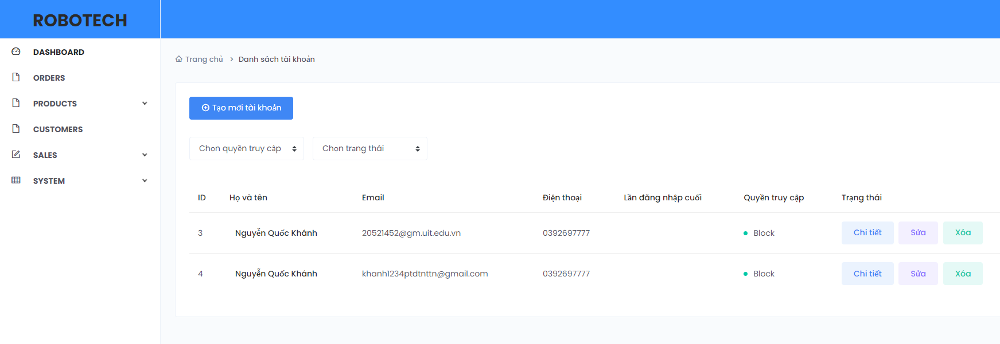 ROBOTECH
DASHBOARD
ORDERS
PRODUCTS
CUSTOMERS
SALES
SYSTEM
Trang chủ > Danh sách tài khoản
Tạo mới tài khoản
Chọn quyền truy cập Chọn trạng thái
ID Họ và tên Email Điện thoại Lần đăng nhập cuối Quyền truy cập Trạng thái
3 Nguyễn Quốc Khánh 20521452@gm.uit.edu.vn 0392697777 Block Chi tiết Sửa Xóa
4 Nguyễn Quốc Khánh khanh1234ptdtnttn@gmail.com 0392697777 Block Chi tiết Sửa Xóa